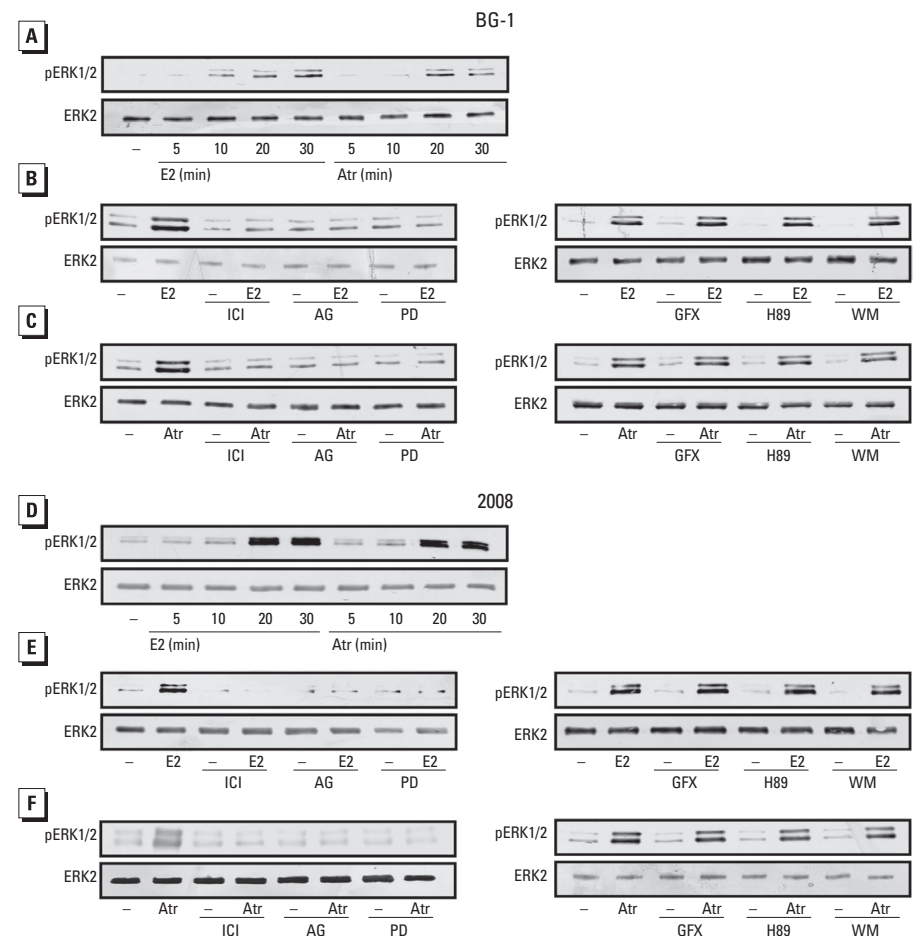 BG-1
A
pERK1/2
ERK2
– 5 10 20 30 5 10 20 30
E2 (min) Atr (min)
B
pERK1/2 pERK1/2
ERK2 ERK2
– E2 – E2 – E2 – E2 – E2 – E2 – E2 – E2
ICI AG PD GFX H89 WM
C
pERK1/2 pERK1/2
ERK2 ERK2
– Atr – Atr – Atr – Atr – Atr – Atr – Atr – Atr
ICI AG PD GFX H89 WM
2008
D
pERK1/2
ERK2
– 5 10 20 30 5 10 20 30
E2 (min) Atr (min)
E
pERK1/2 pERK1/2
ERK2 ERK2
– E2 – E2 – E2 – E2 – E2 – E2 – E2 – E2
ICI AG PD GFX H89 WM
F
pERK1/2 pERK1/2
ERK2 ERK2
– Atr – Atr – Atr – Atr – Atr – Atr – Atr – Atr
ICI AG PD GFX H89 WM